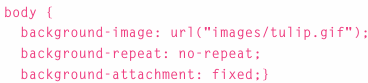 body {
  background-image: url("images/tulip.gif");
  background-repeat: no-repeat;
  background-attachment: fixed;}